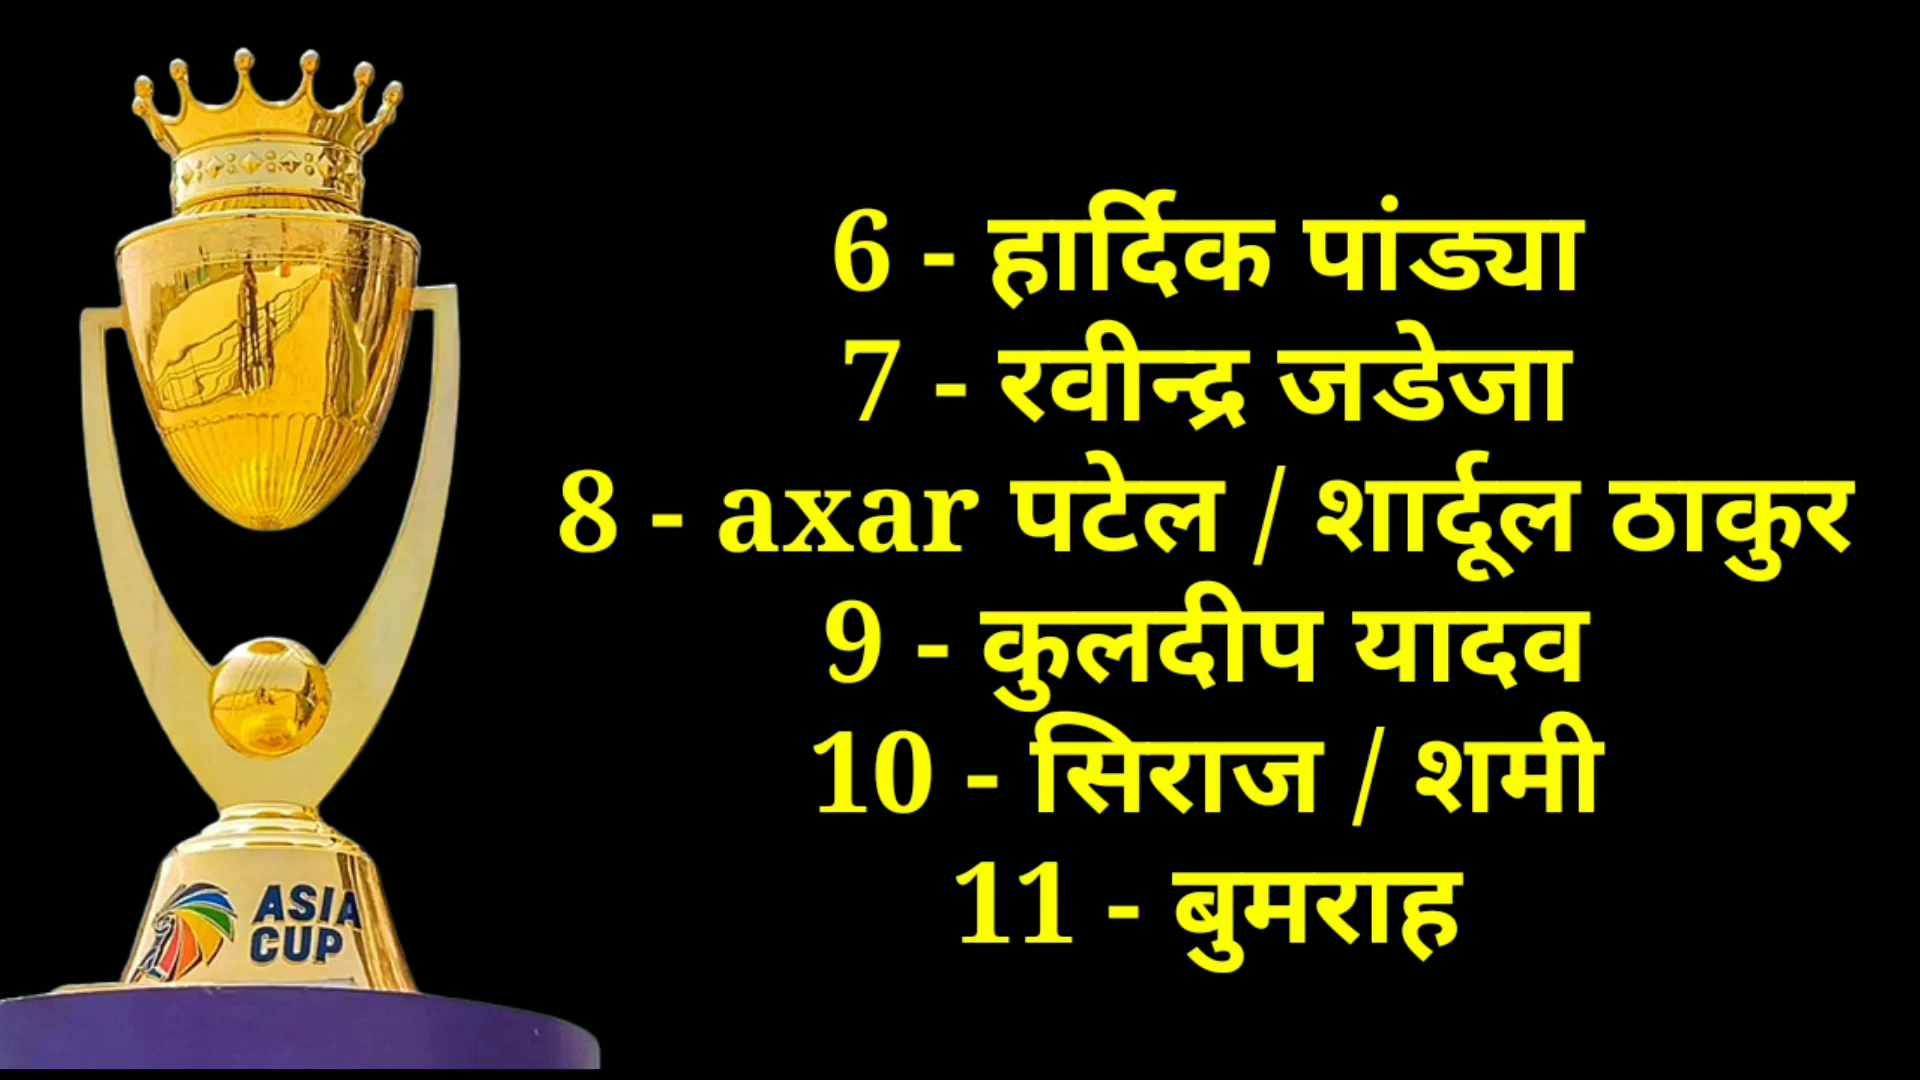 6 - हार्दिक पांड्या
7 - रवीन्द्र जडेजा
8 - axar पटेल / शार्दूल ठाकुर
9 - कुलदीप यादव
10 - सिराज / शमी
11 - बुमराह
ASIA
CUP